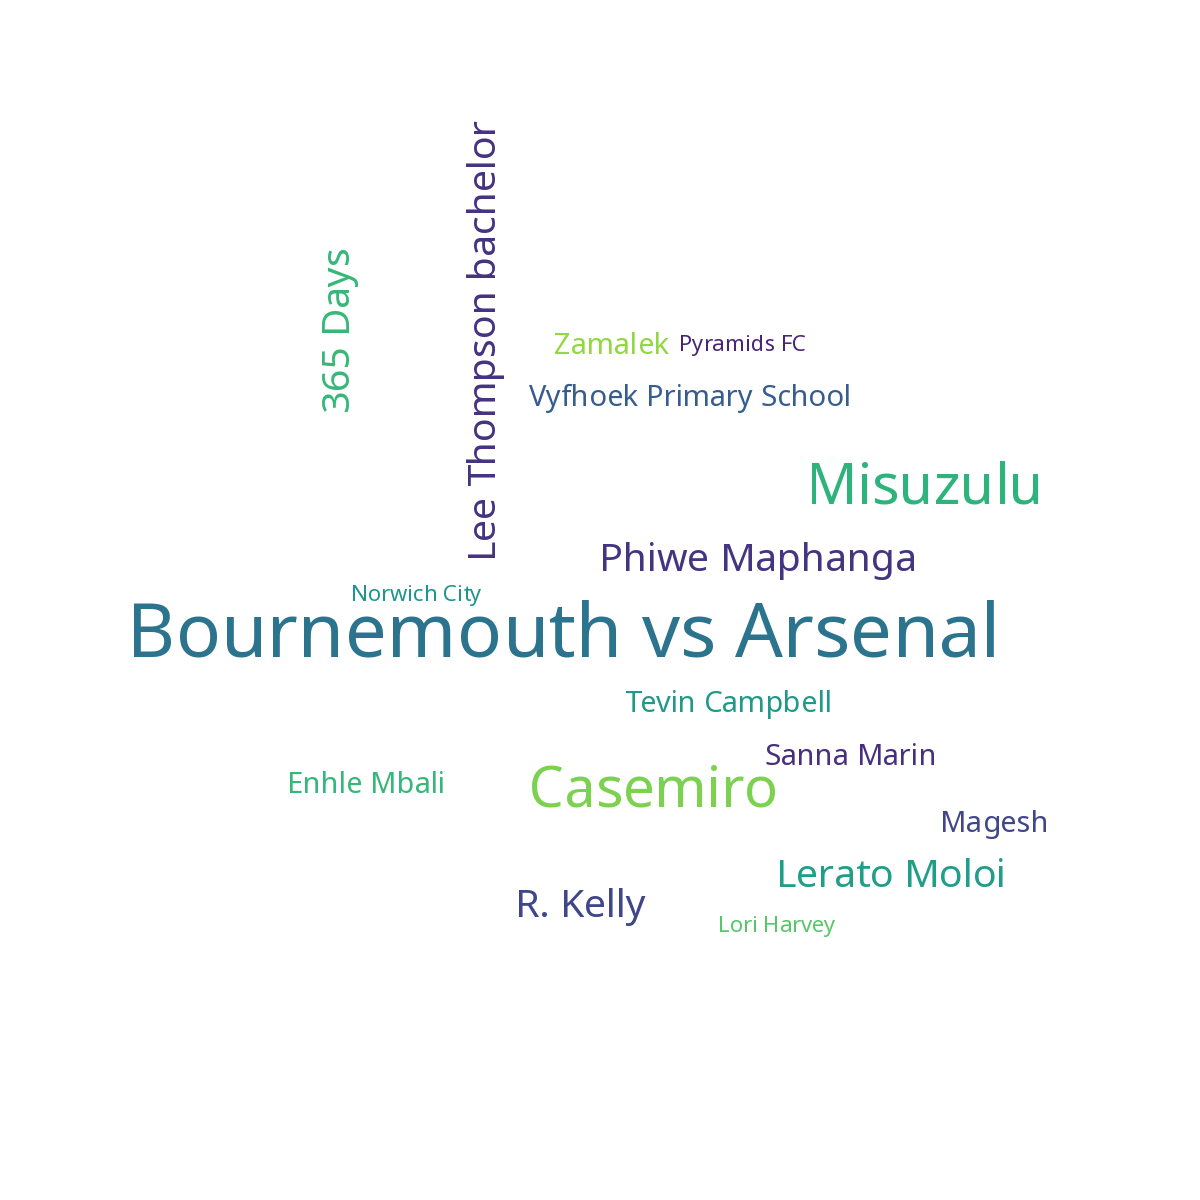 Lee Thompson bachelor
365 Days
Zamalek
Pyramids FC
Vyfhoek Primary School
Misuzulu
Phiwe Maphanga
Norwich City
Bournemouth vs Arsenal
Tevin Campbell
Sanna Marin
Enhle Mbali
Casemiro
Magesh
Lerato Moloi
R. Kelly
Lori Harvey